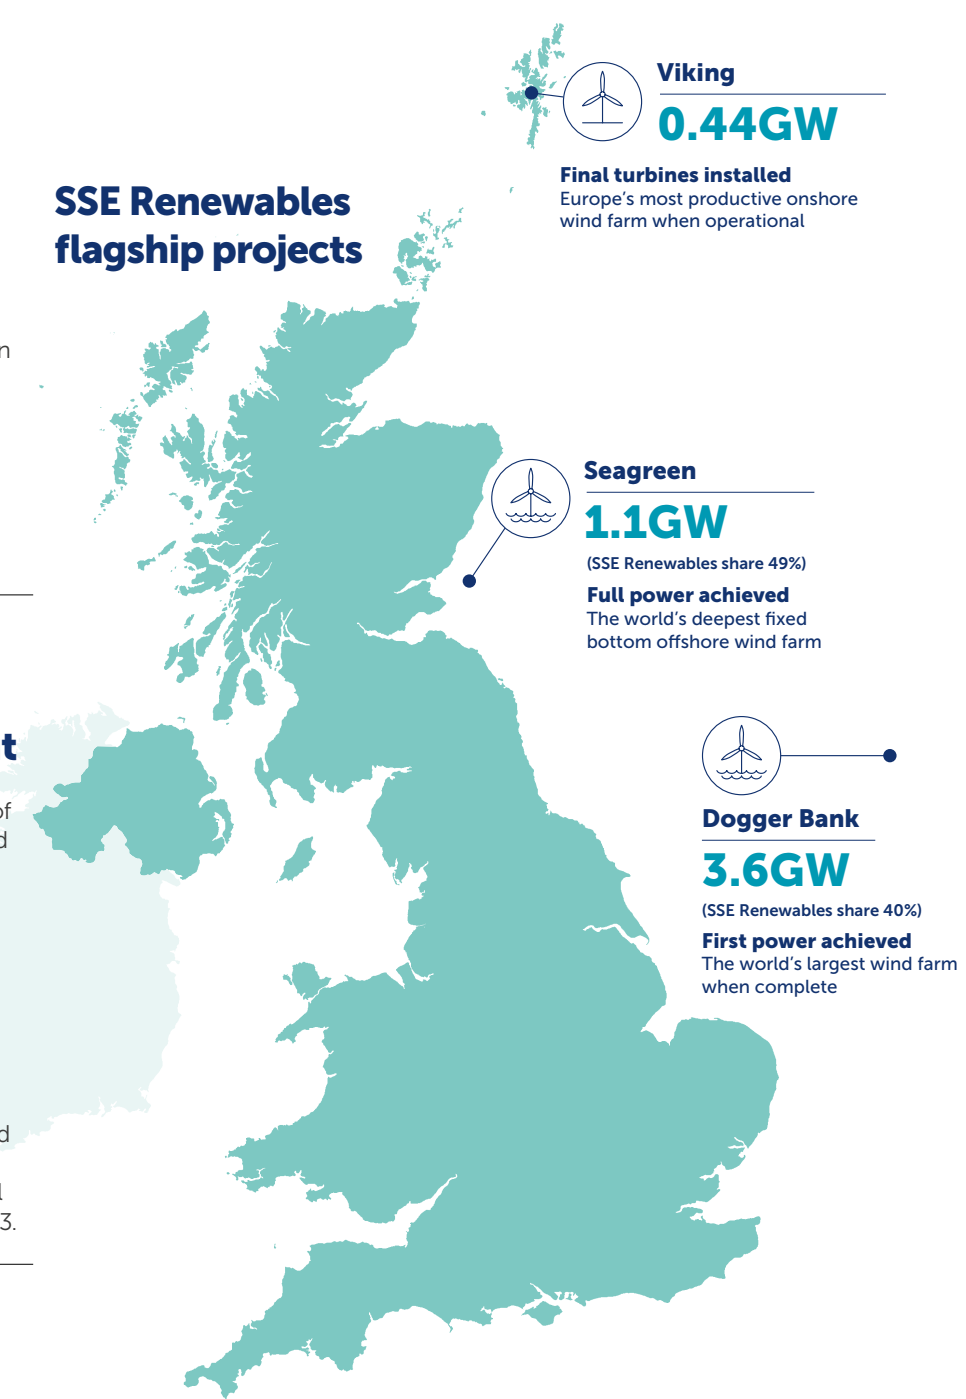 SSE Renewables
flagship projects
Viking
0.44GW
Final turbines installed
Europe's most productive onshore
wind farm when operational
Seagreen
1.1GW
(SSE Renewables share 49%)
Full power achieved
The world's deepest fixed
bottom offshore wind farm
Dogger Bank
3.6GW
(SSE Renewables share 40%)
First power achieved
The world's largest wind farm
when complete
3.